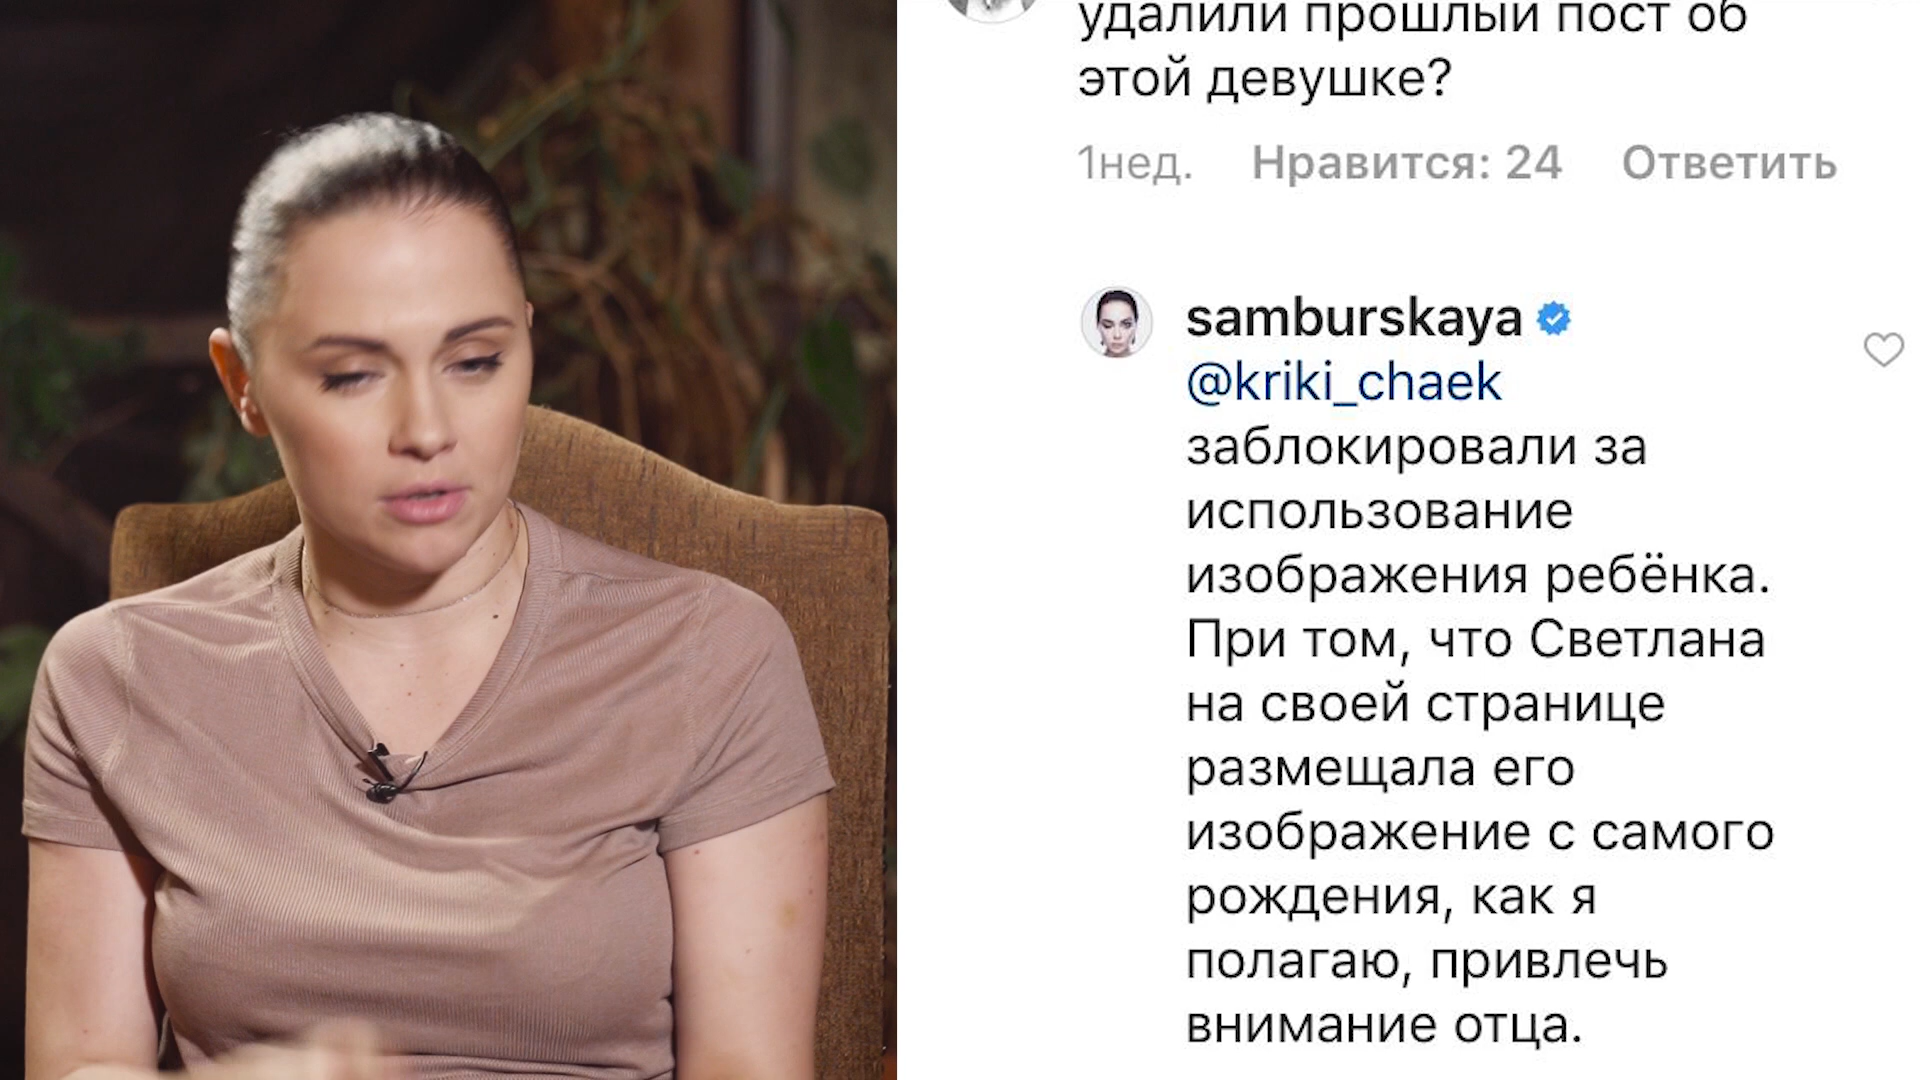 удалили прошлый пост об
этой девушке?
1нед. Нравится: 24 Ответить
samburskaya
@kriki_chaek
заблокировали за
использование
изображения ребёнка.
При том, что Светлана
на своей странице
размещала его
изображение с самого
рождения, как я
полагаю, привлечь
внимание отца.